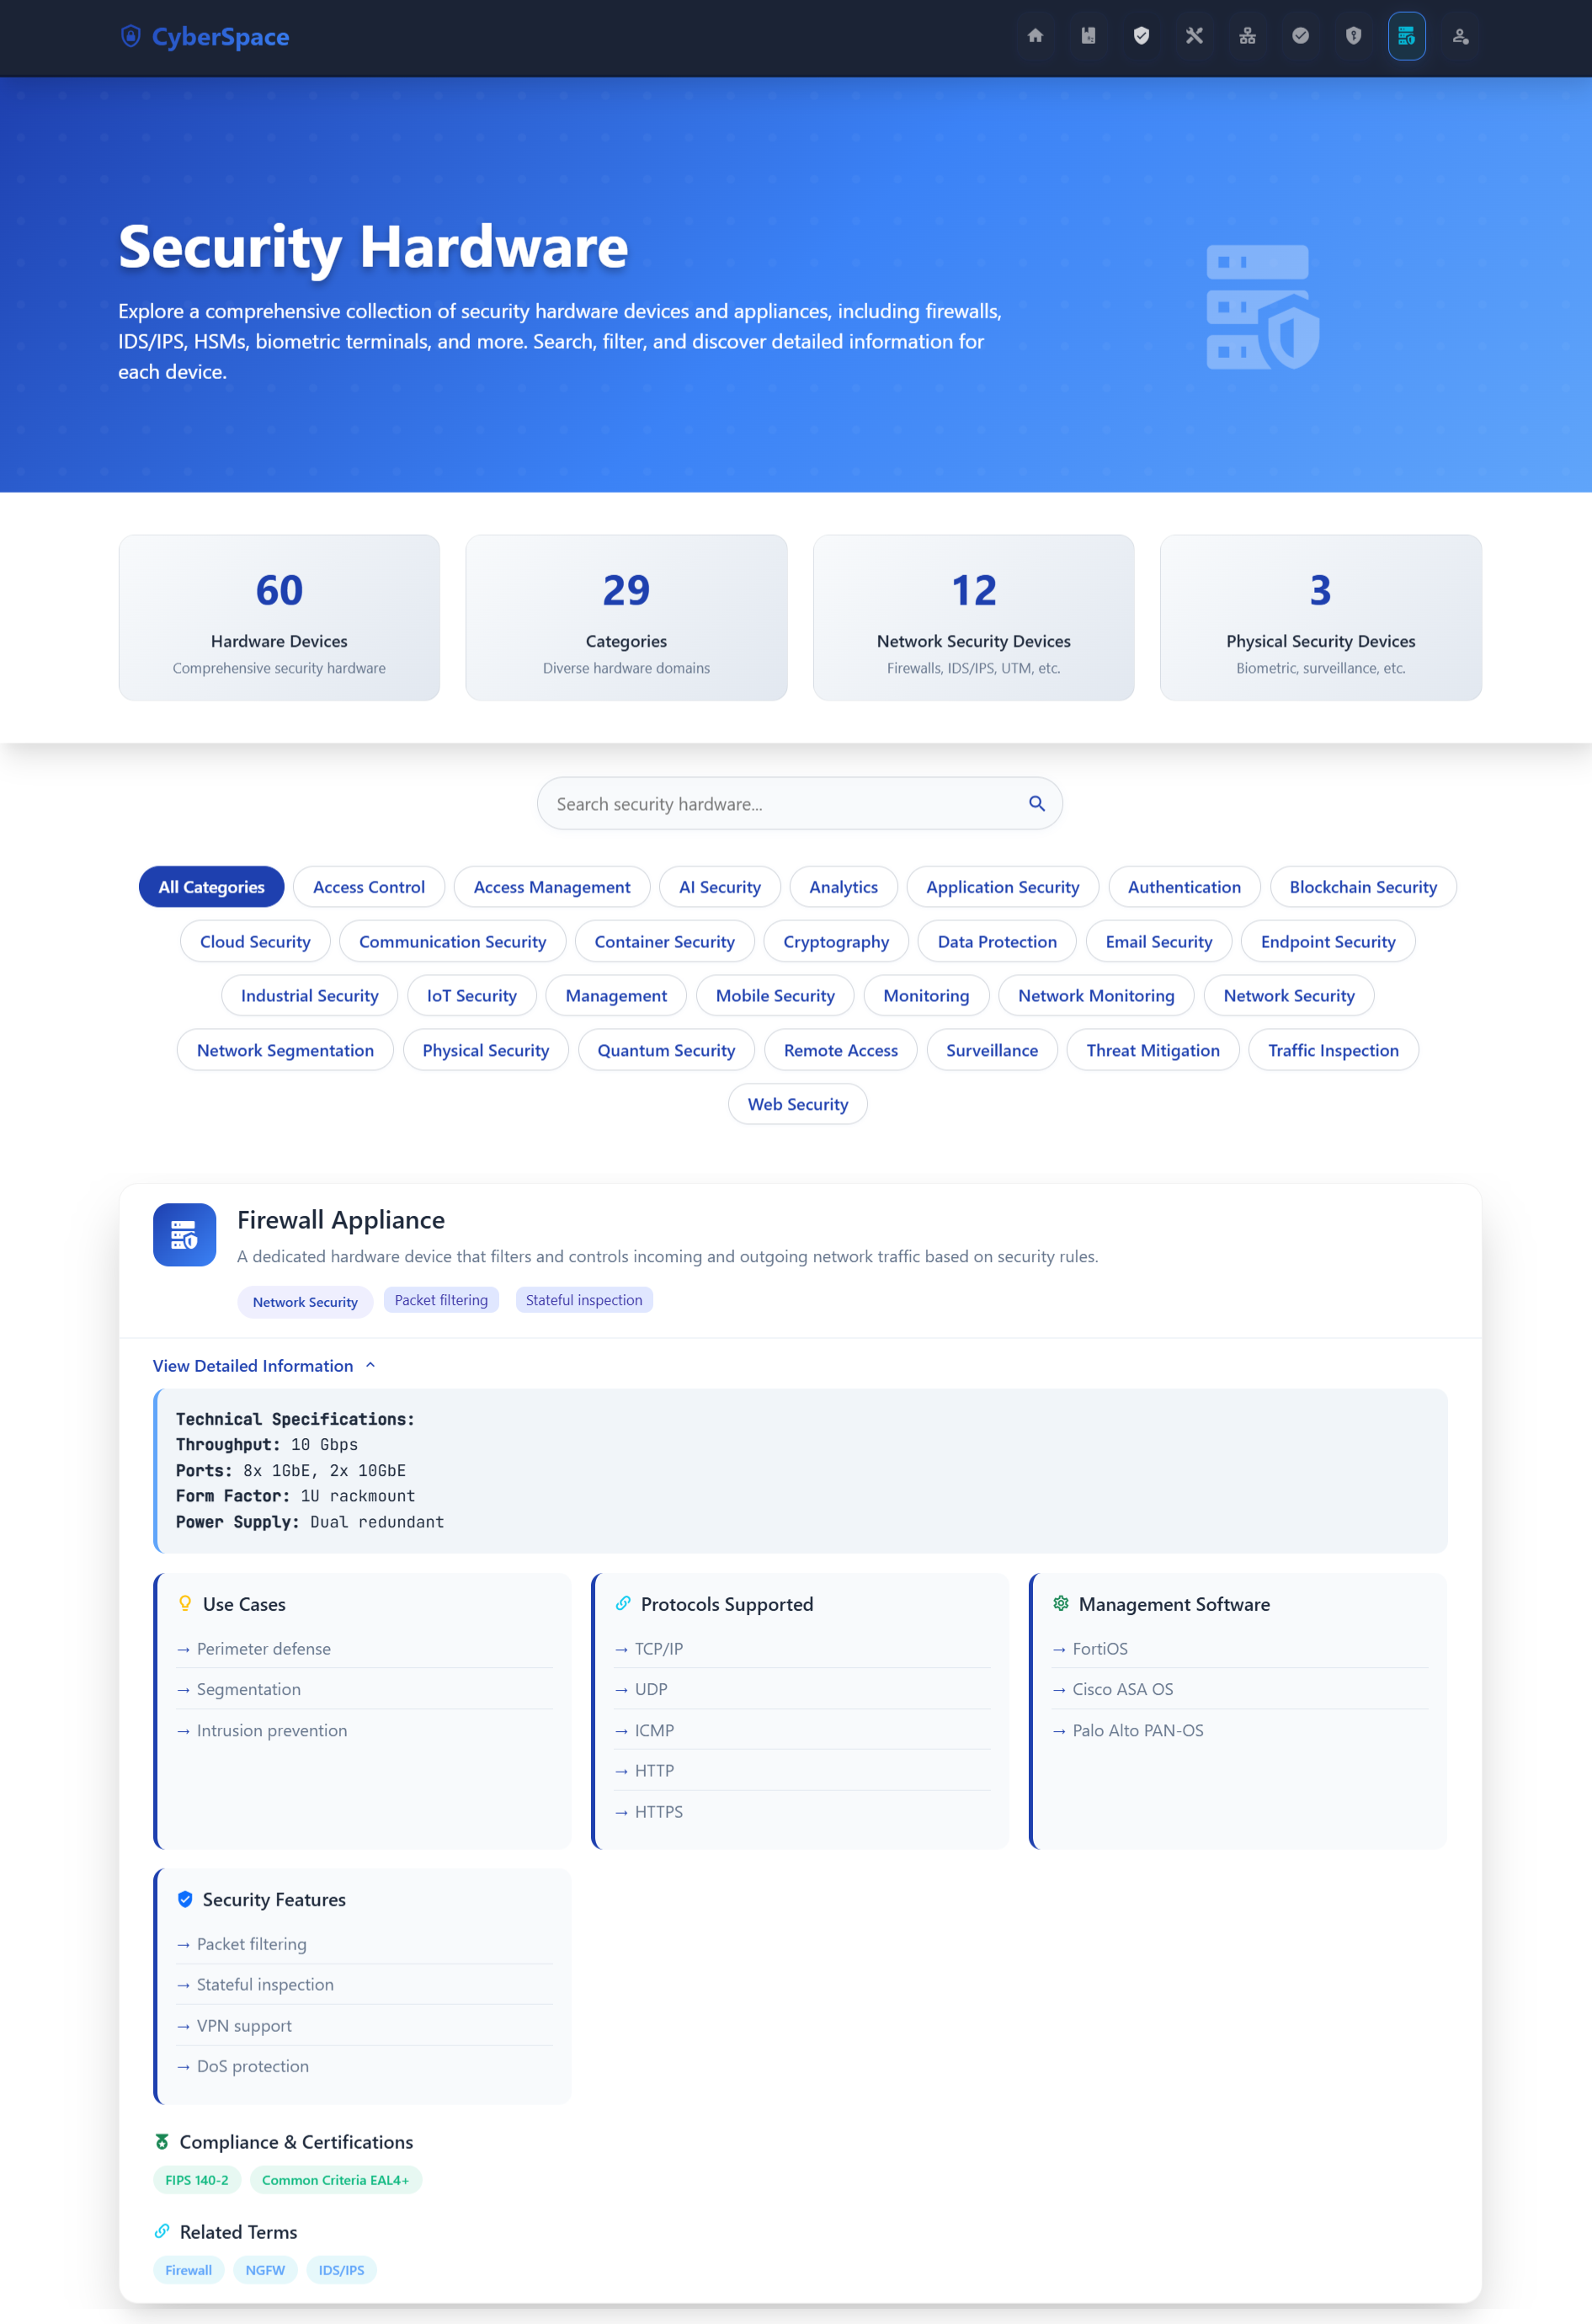 CyberSpace
Security Hardware
Explore a comprehensive collection of security hardware devices and appliances, including firewalls,
IDS/IPS, HSMs, biometric terminals, and more. Search, filter, and discover detailed information for
each device.
60
Hardware Devices
Comprehensive security hardware
29
Categories
Diverse hardware domains
12
Network Security Devices
Firewalls, IDS/IPS, UTM, etc.
3
Physical Security Devices
Biometric, surveillance, etc.
Search security hardware...
All Categories
Access Control
Access Management
AI Security
Analytics
Application Security
Authentication
Blockchain Security
Cloud Security
Communication Security
Container Security
Cryptography
Data Protection
Email Security
Endpoint Security
Industrial Security
IoT Security
Management
Mobile Security
Monitoring
Network Monitoring
Network Security
Network Segmentation
Physical Security
Quantum Security
Remote Access
Surveillance
Threat Mitigation
Traffic Inspection
Web Security
Firewall Appliance
A dedicated hardware device that filters and controls incoming and outgoing network traffic based on security rules.
Network Security
Packet filtering
Stateful inspection
View Detailed Information
Technical Specifications:
Throughput: 10 Gbps
Ports: 8x 1GbE, 2x 10GbE
Form Factor: 1U rackmount
Power Supply: Dual redundant
Use Cases
→ Perimeter defense
→ Segmentation
→ Intrusion prevention
Protocols Supported
→ TCP/IP
→ UDP
→ ICMP
→ HTTP
→ HTTPS
Management Software
→ FortiOS
→ Cisco ASA OS
→ Palo Alto PAN-OS
Security Features
→ Packet filtering
→ Stateful inspection
→ VPN support
→ DoS protection
Compliance & Certifications
FIPS 140-2
Common Criteria EAL4+
Related Terms
Firewall
NGFW
IDS/IPS